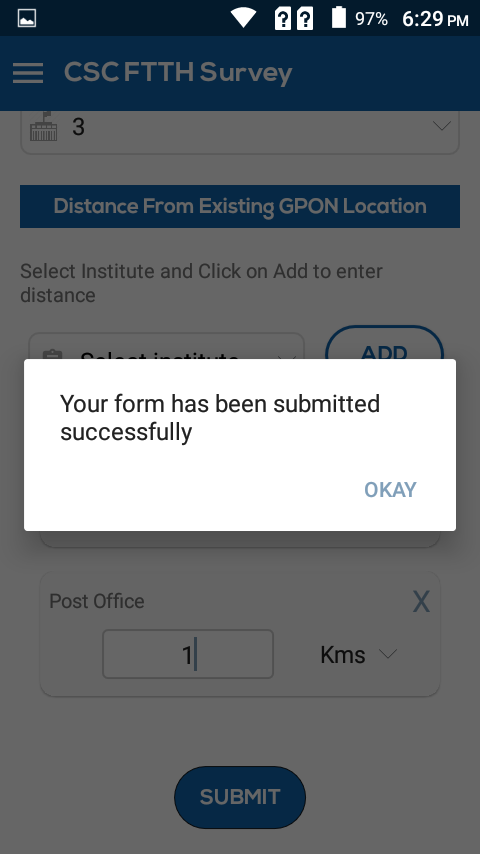 97% 6:29 PM
CSC FTTH Survey
3
Distance From Existing GPON Location
Select Institute and Click on Add to enter
distance
Select institute
ADD
Your form has been submitted
successfully
OKAY
Post Office
X
1
Kms
SUBMIT